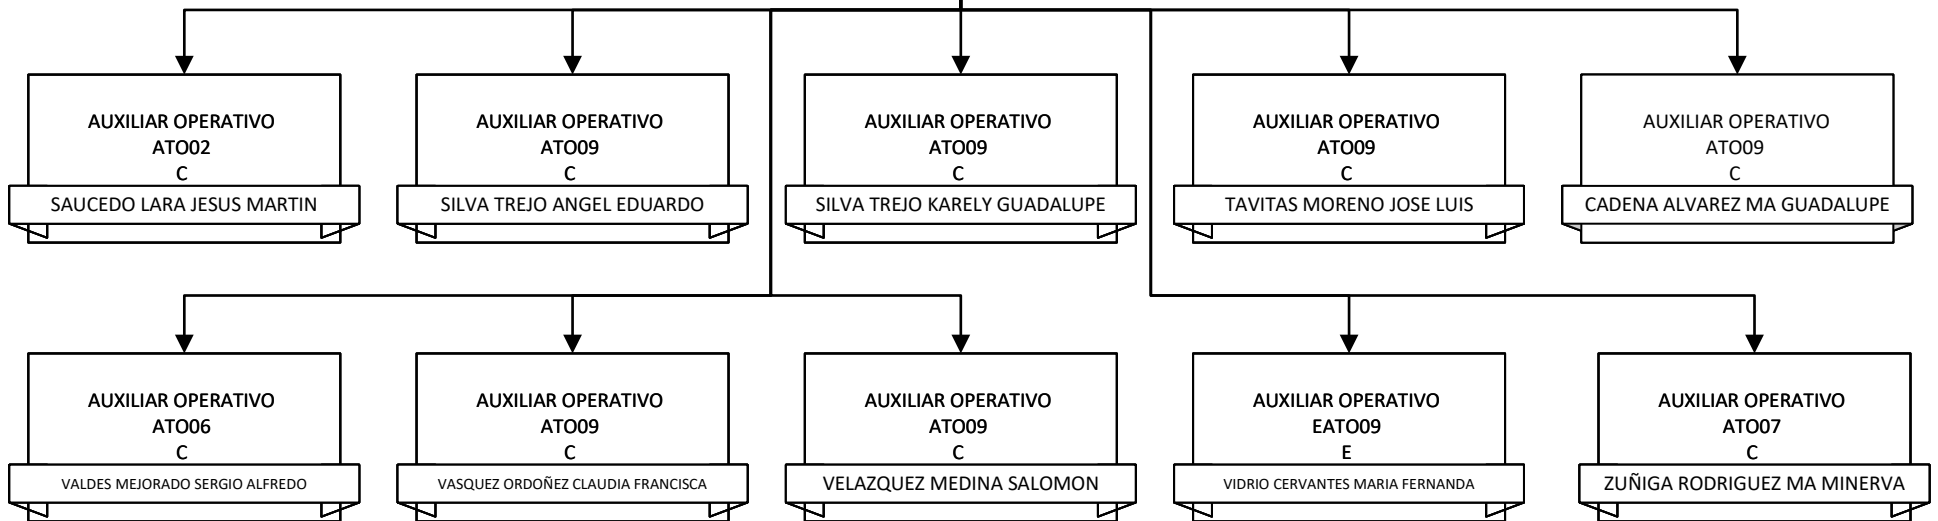 AUXILIAR OPERATIVO
ATO02
C
SAUCEDO LARA JESUS MARTIN
AUXILIAR OPERATIVO
ATO09
C
SILVA TREJO ANGEL EDUARDO
AUXILIAR OPERATIVO
ATO09
C
SILVA TREJO KARELY GUADALUPE
AUXILIAR OPERATIVO
ATO09
C
TAVITAS MORENO JOSE LUIS
AUXILIAR OPERATIVO
ATO09
C
CADENA ALVAREZ MA GUADALUPE
AUXILIAR OPERATIVO
ATO06
C
VALDES MEJORADO SERGIO ALFREDO
AUXILIAR OPERATIVO
ATO09
C
VASQUEZ ORDOÑEZ CLAUDIA FRANCISCA
AUXILIAR OPERATIVO
ATO09
C
VELAZQUEZ MEDINA SALOMON
AUXILIAR OPERATIVO
EATO09
E
VIDRIO CERVANTES MARIA FERNANDA
AUXILIAR OPERATIVO
ATO07
C
ZUÑIGA RODRIGUEZ MA MINERVA